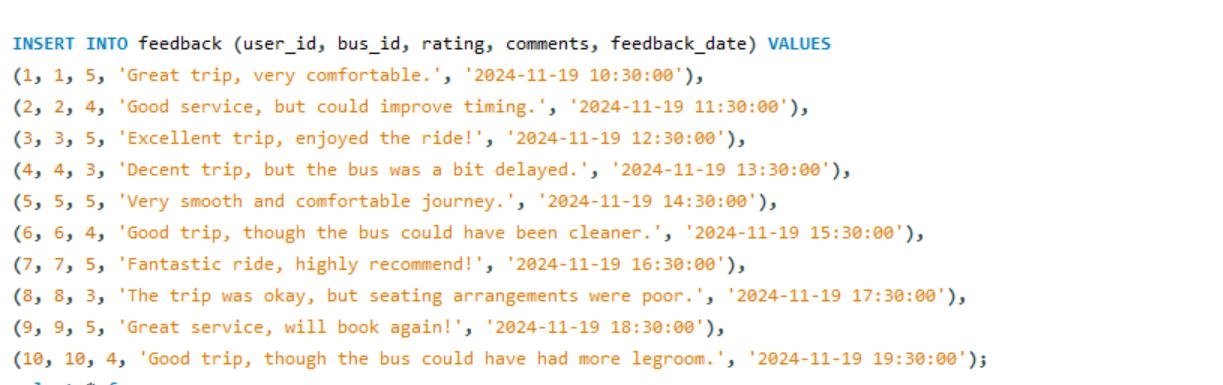 INSERT INTO feedback (user_id, bus_id, rating, comments, feedback_date) VALUES
(1, 1, 5, 'Great trip, very comfortable.', '2024-11-19 10:30:00'),
(2, 2, 4, 'Good service, but could improve timing.', '2024-11-19 11:30:00'),
(3, 3, 5, 'Excellent trip, enjoyed the ride!', '2024-11-19 12:30:00'),
(4, 4, 3, 'Decent trip, but the bus was a bit delayed.', '2024-11-19 13:30:00'),
(5, 5, 5, 'Very smooth and comfortable journey.', '2024-11-19 14:30:00'),
(6, 6, 4, 'Good trip, though the bus could have been cleaner.', '2024-11-19 15:30:00'),
(7, 7, 5, 'Fantastic ride, highly recommend!', '2024-11-19 16:30:00'),
(8, 8, 3, 'The trip was okay, but seating arrangements were poor.', '2024-11-19 17:30:00'),
(9, 9, 5, 'Great service, will book again!', '2024-11-19 18:30:00'),
(10, 10, 4, 'Good trip, though the bus could have had more legroom.', '2024-11-19 19:30:00');